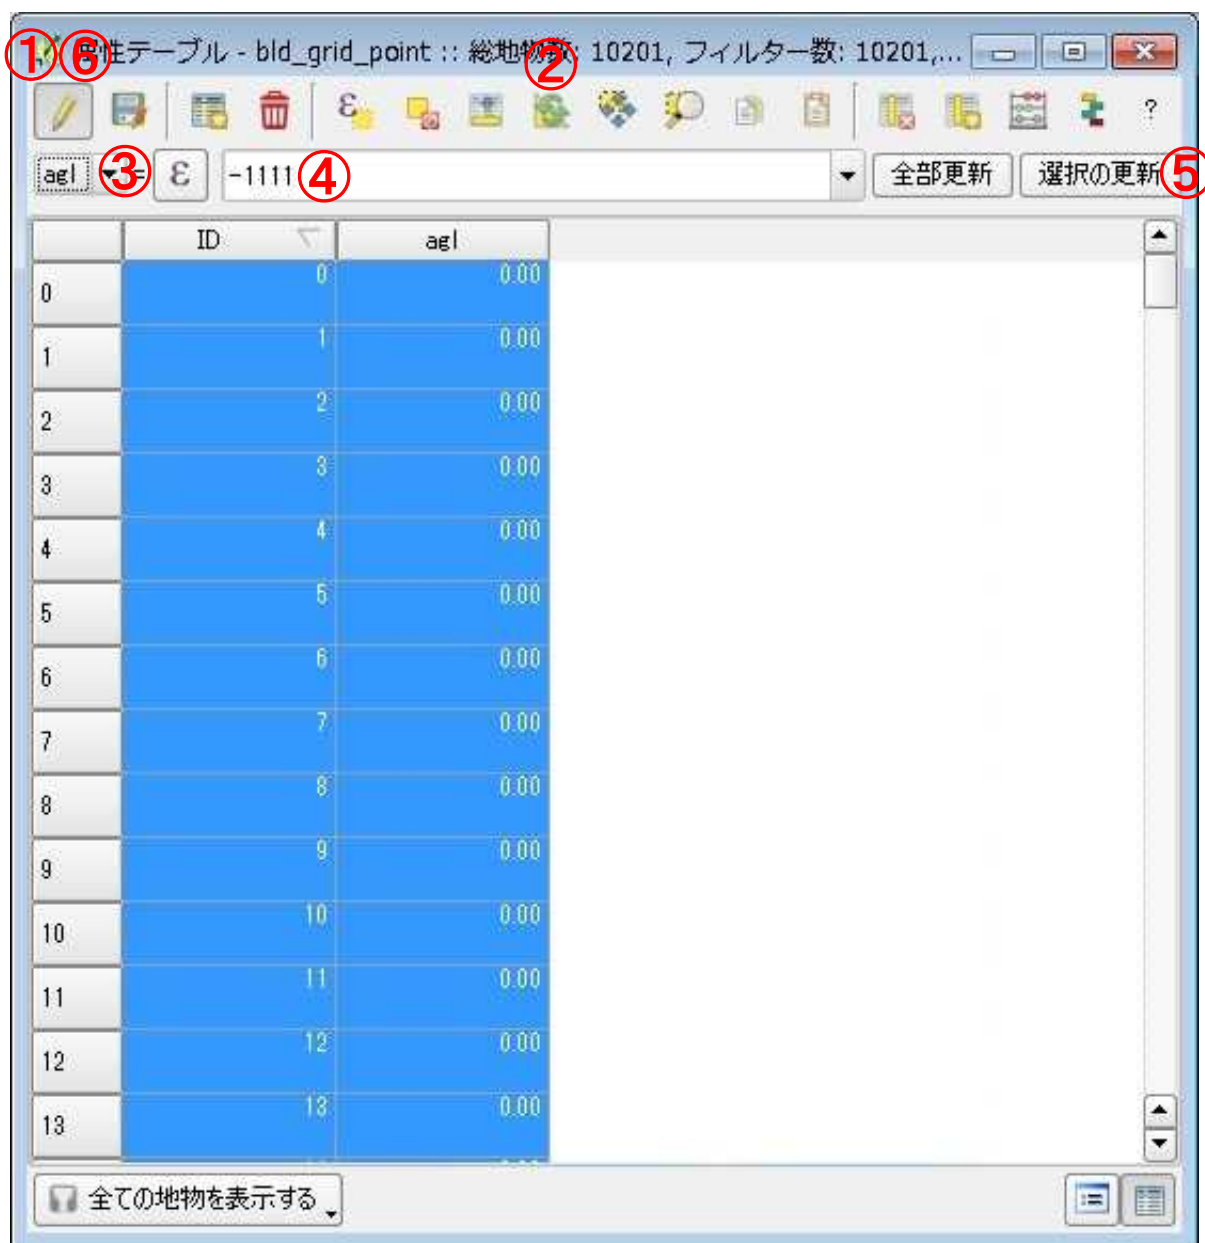 ①⑥性テーブル - bld_grid_point :: 総地物②数: 10201, フィルター数: 10201,...
?
agl ③= ε -1111 ④ 全部更新 選択の更新 ⑤
ID agl
0 0 0.00
1 1 0.00
2 2 0.00
3 3 0.00
4 4 0.00
5 5 0.00
6 6 0.00
7 7 0.00
8 8 0.00
9 9 0.00
10 10 0.00
11 11 0.00
12 12 0.00
13 13 0.00
全ての地物を表示する